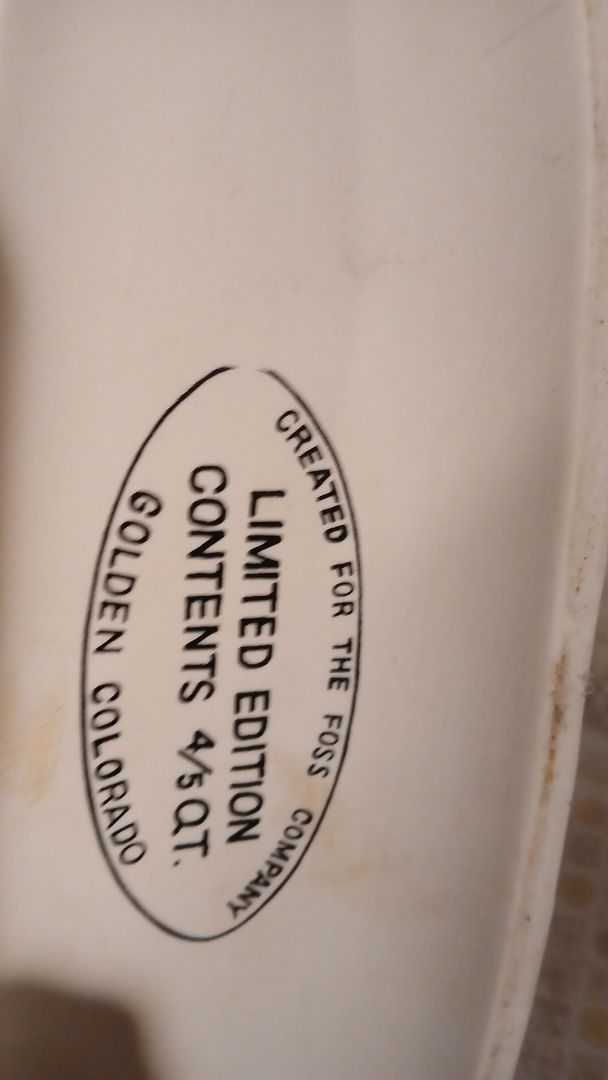 CREATED FOR THE FOSS COMPANY
LIMITED EDITION
CONTENTS 4/5 QT.
GOLDEN COLORADO